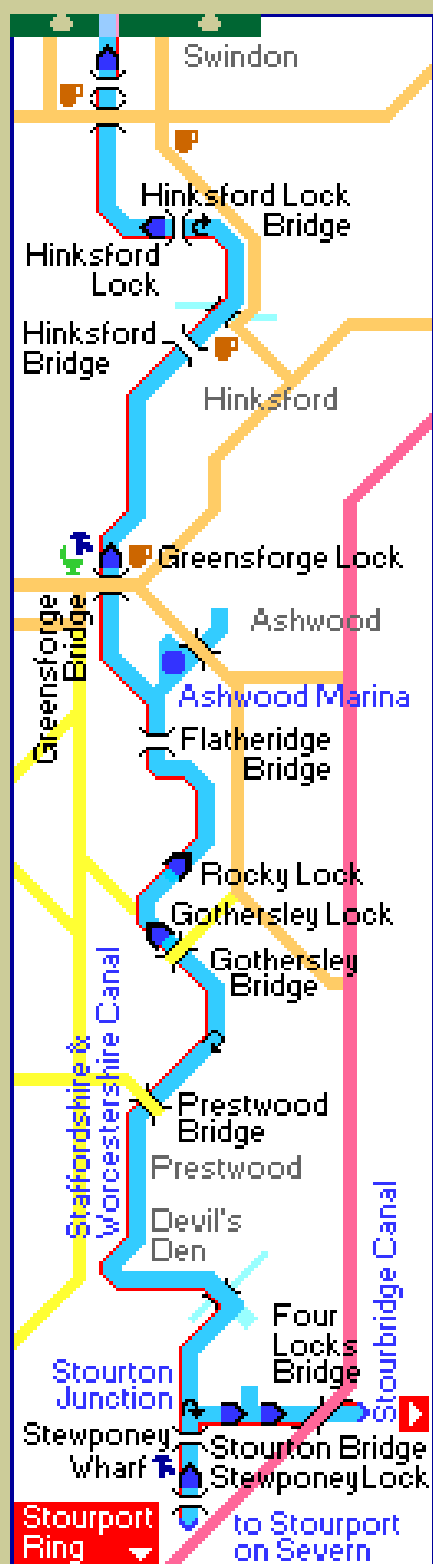 Swindon
Hinksford Lock
Bridge
Hinksford
Lock
Hinksford
Bridge
Hinksford
Greensforge Lock
Greensforge
Bridge
Ashwood
Ashwood Marina
Flatheridge
Bridge
Rocky Lock
Gothersley Lock
Gothersley
Bridge
Staffordshire &
Worcestershire Canal
Prestwood
Bridge
Prestwood
Devil's
Den
Four
Locks
Bridge
Stourbridge Canal
Stourton
Junction
Stewponey
Wharf
Stourton Bridge
Stewponey Lock
Stourport
Ring
to Stourport
on Severn